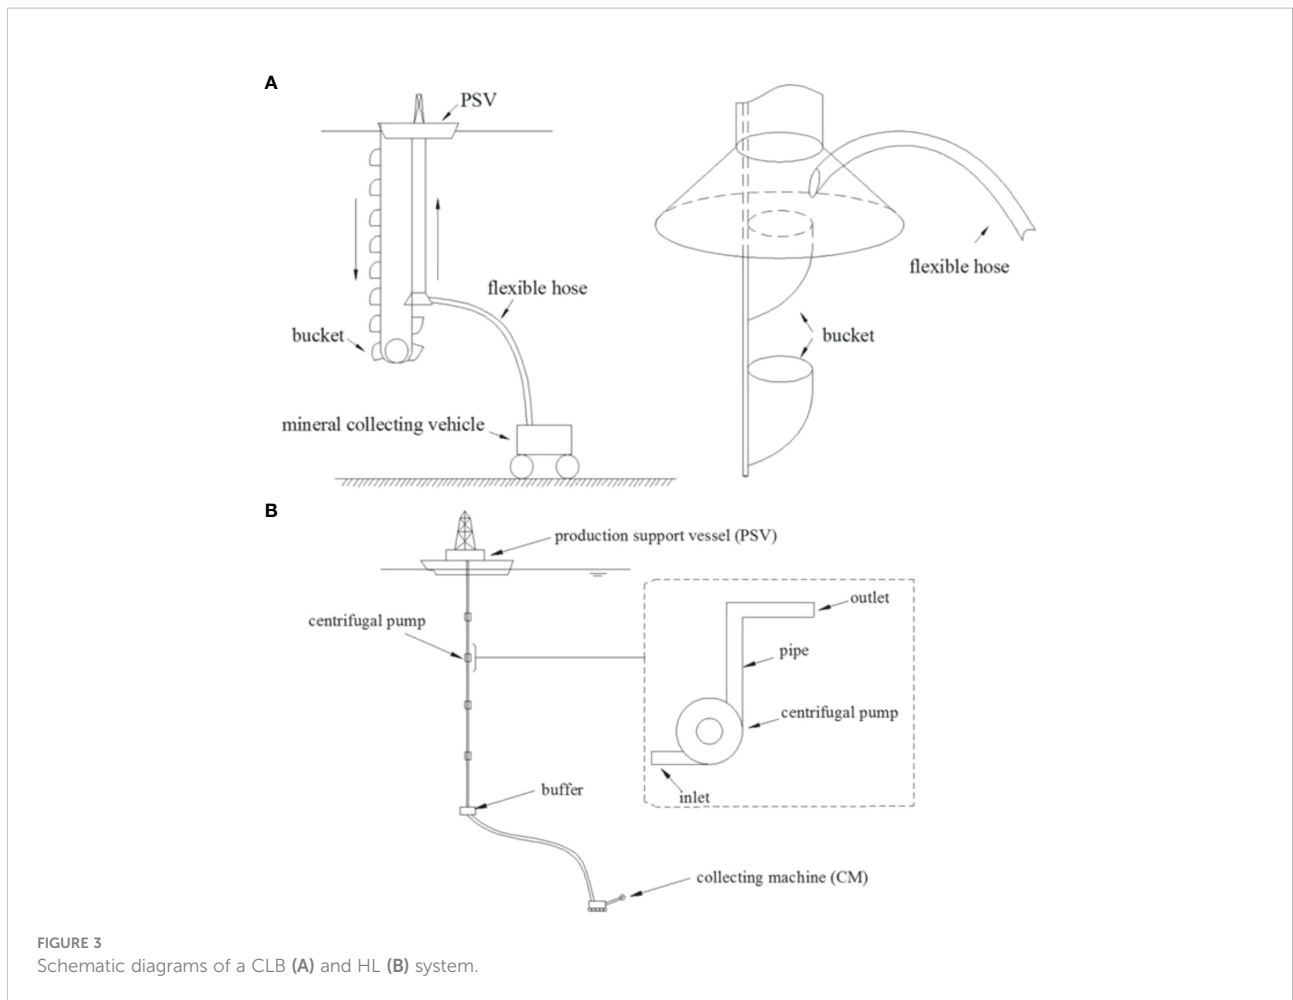 A
PSV
flexible hose
bucket
mineral collecting vehicle
flexible hose
bucket
B
production support vessel (PSV)
centrifugal pump
outlet
pipe
centrifugal pump
inlet
buffer
collecting machine (CM)
FIGURE 3
Schematic diagrams of a CLB (A) and HL (B) system.